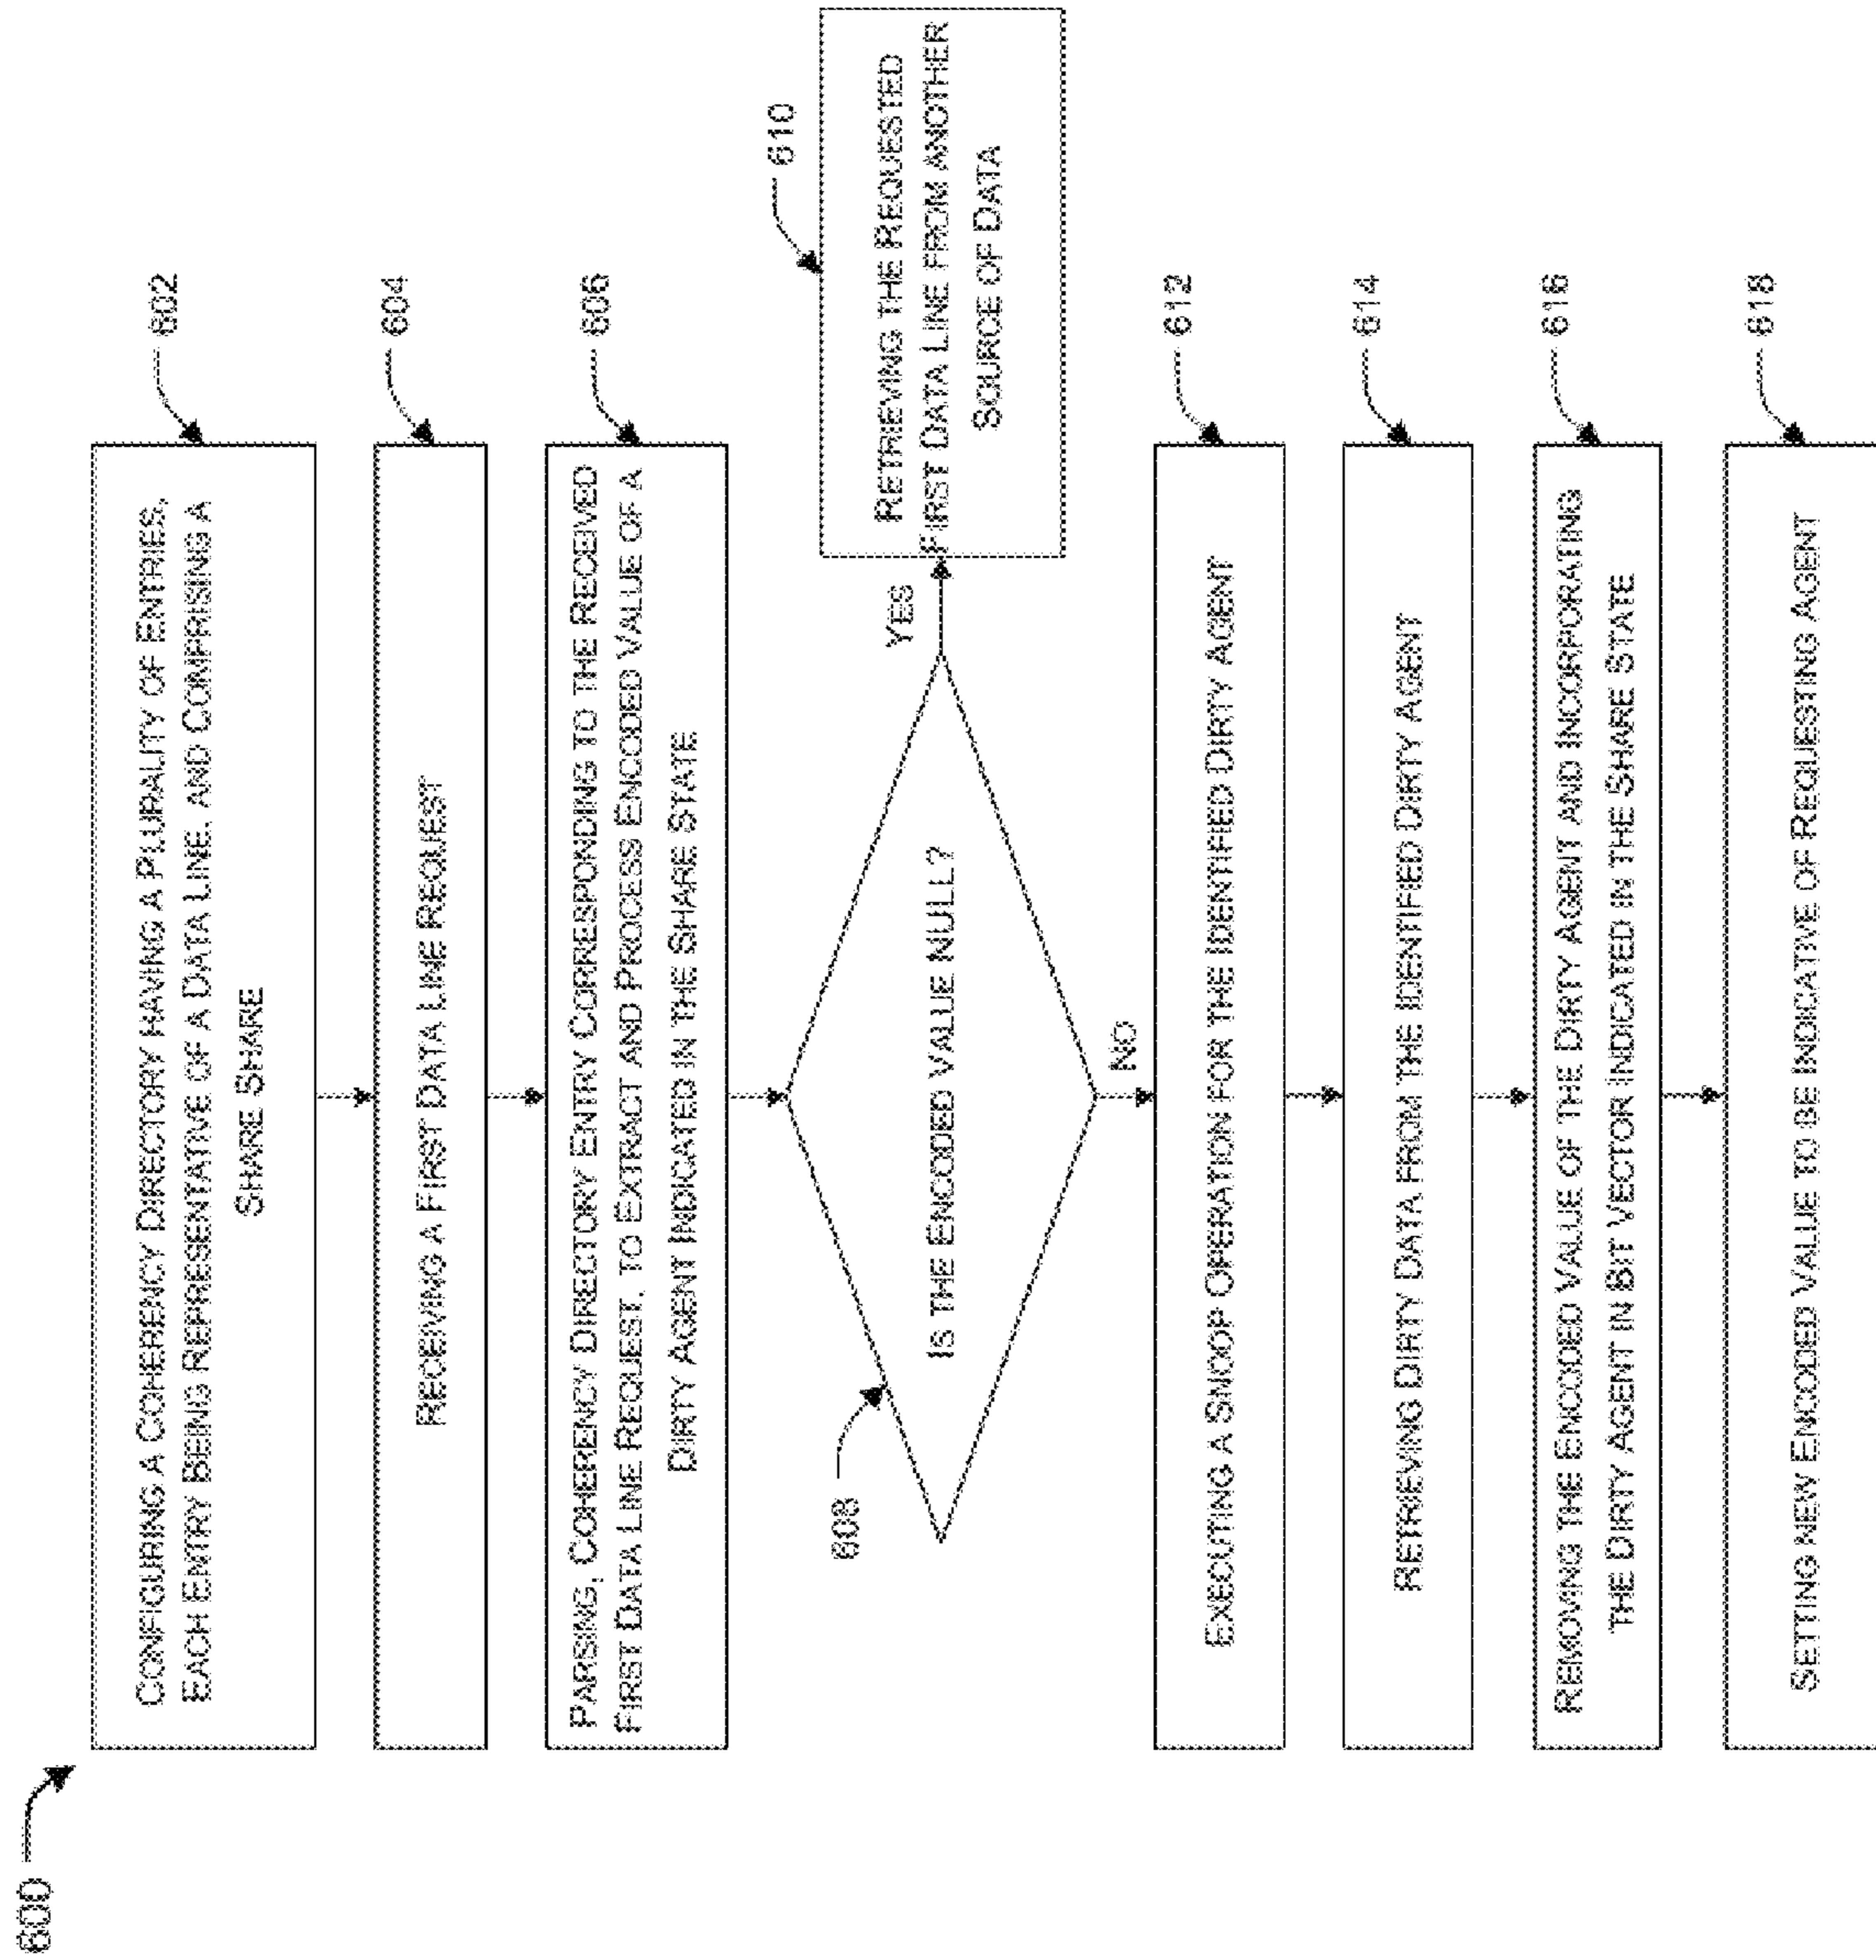 600
CONFIGURING A COHERENCY DIRECTORY HAVING A PLURALITY OF ENTRIES,
EACH ENTRY BEING REPRESENTATIVE OF A DATA LINE, AND COMPRISING A
SHARE SHARE
602
RECEIVING A FIRST DATA LINE REQUEST
604
PARSING, COHERENCY DIRECTORY ENTRY CORRESPONDING TO THE RECEIVED
FIRST DATA LINE REQUEST, TO EXTRACT AND PROCESS ENCODED VALUE OF A
DIRTY AGENT INDICATED IN THE SHARE STATE
606
608
IS THE ENCODED VALUE NULL?
YES
RETRIEVING THE REQUESTED
FIRST DATA LINE FROM ANOTHER
SOURCE OF DATA
610
NO
EXECUTING A SNOOP OPERATION FOR THE IDENTIFIED DIRTY AGENT
612
RETRIEVING DIRTY DATA FROM THE IDENTIFIED DIRTY AGENT
614
REMOVING THE ENCODED VALUE OF THE DIRTY AGENT AND INCORPORATING
THE DIRTY AGENT IN BIT VECTOR INDICATED IN THE SHARE STATE
616
SETTING NEW ENCODED VALUE TO BE INDICATIVE OF REQUESTING AGENT
618